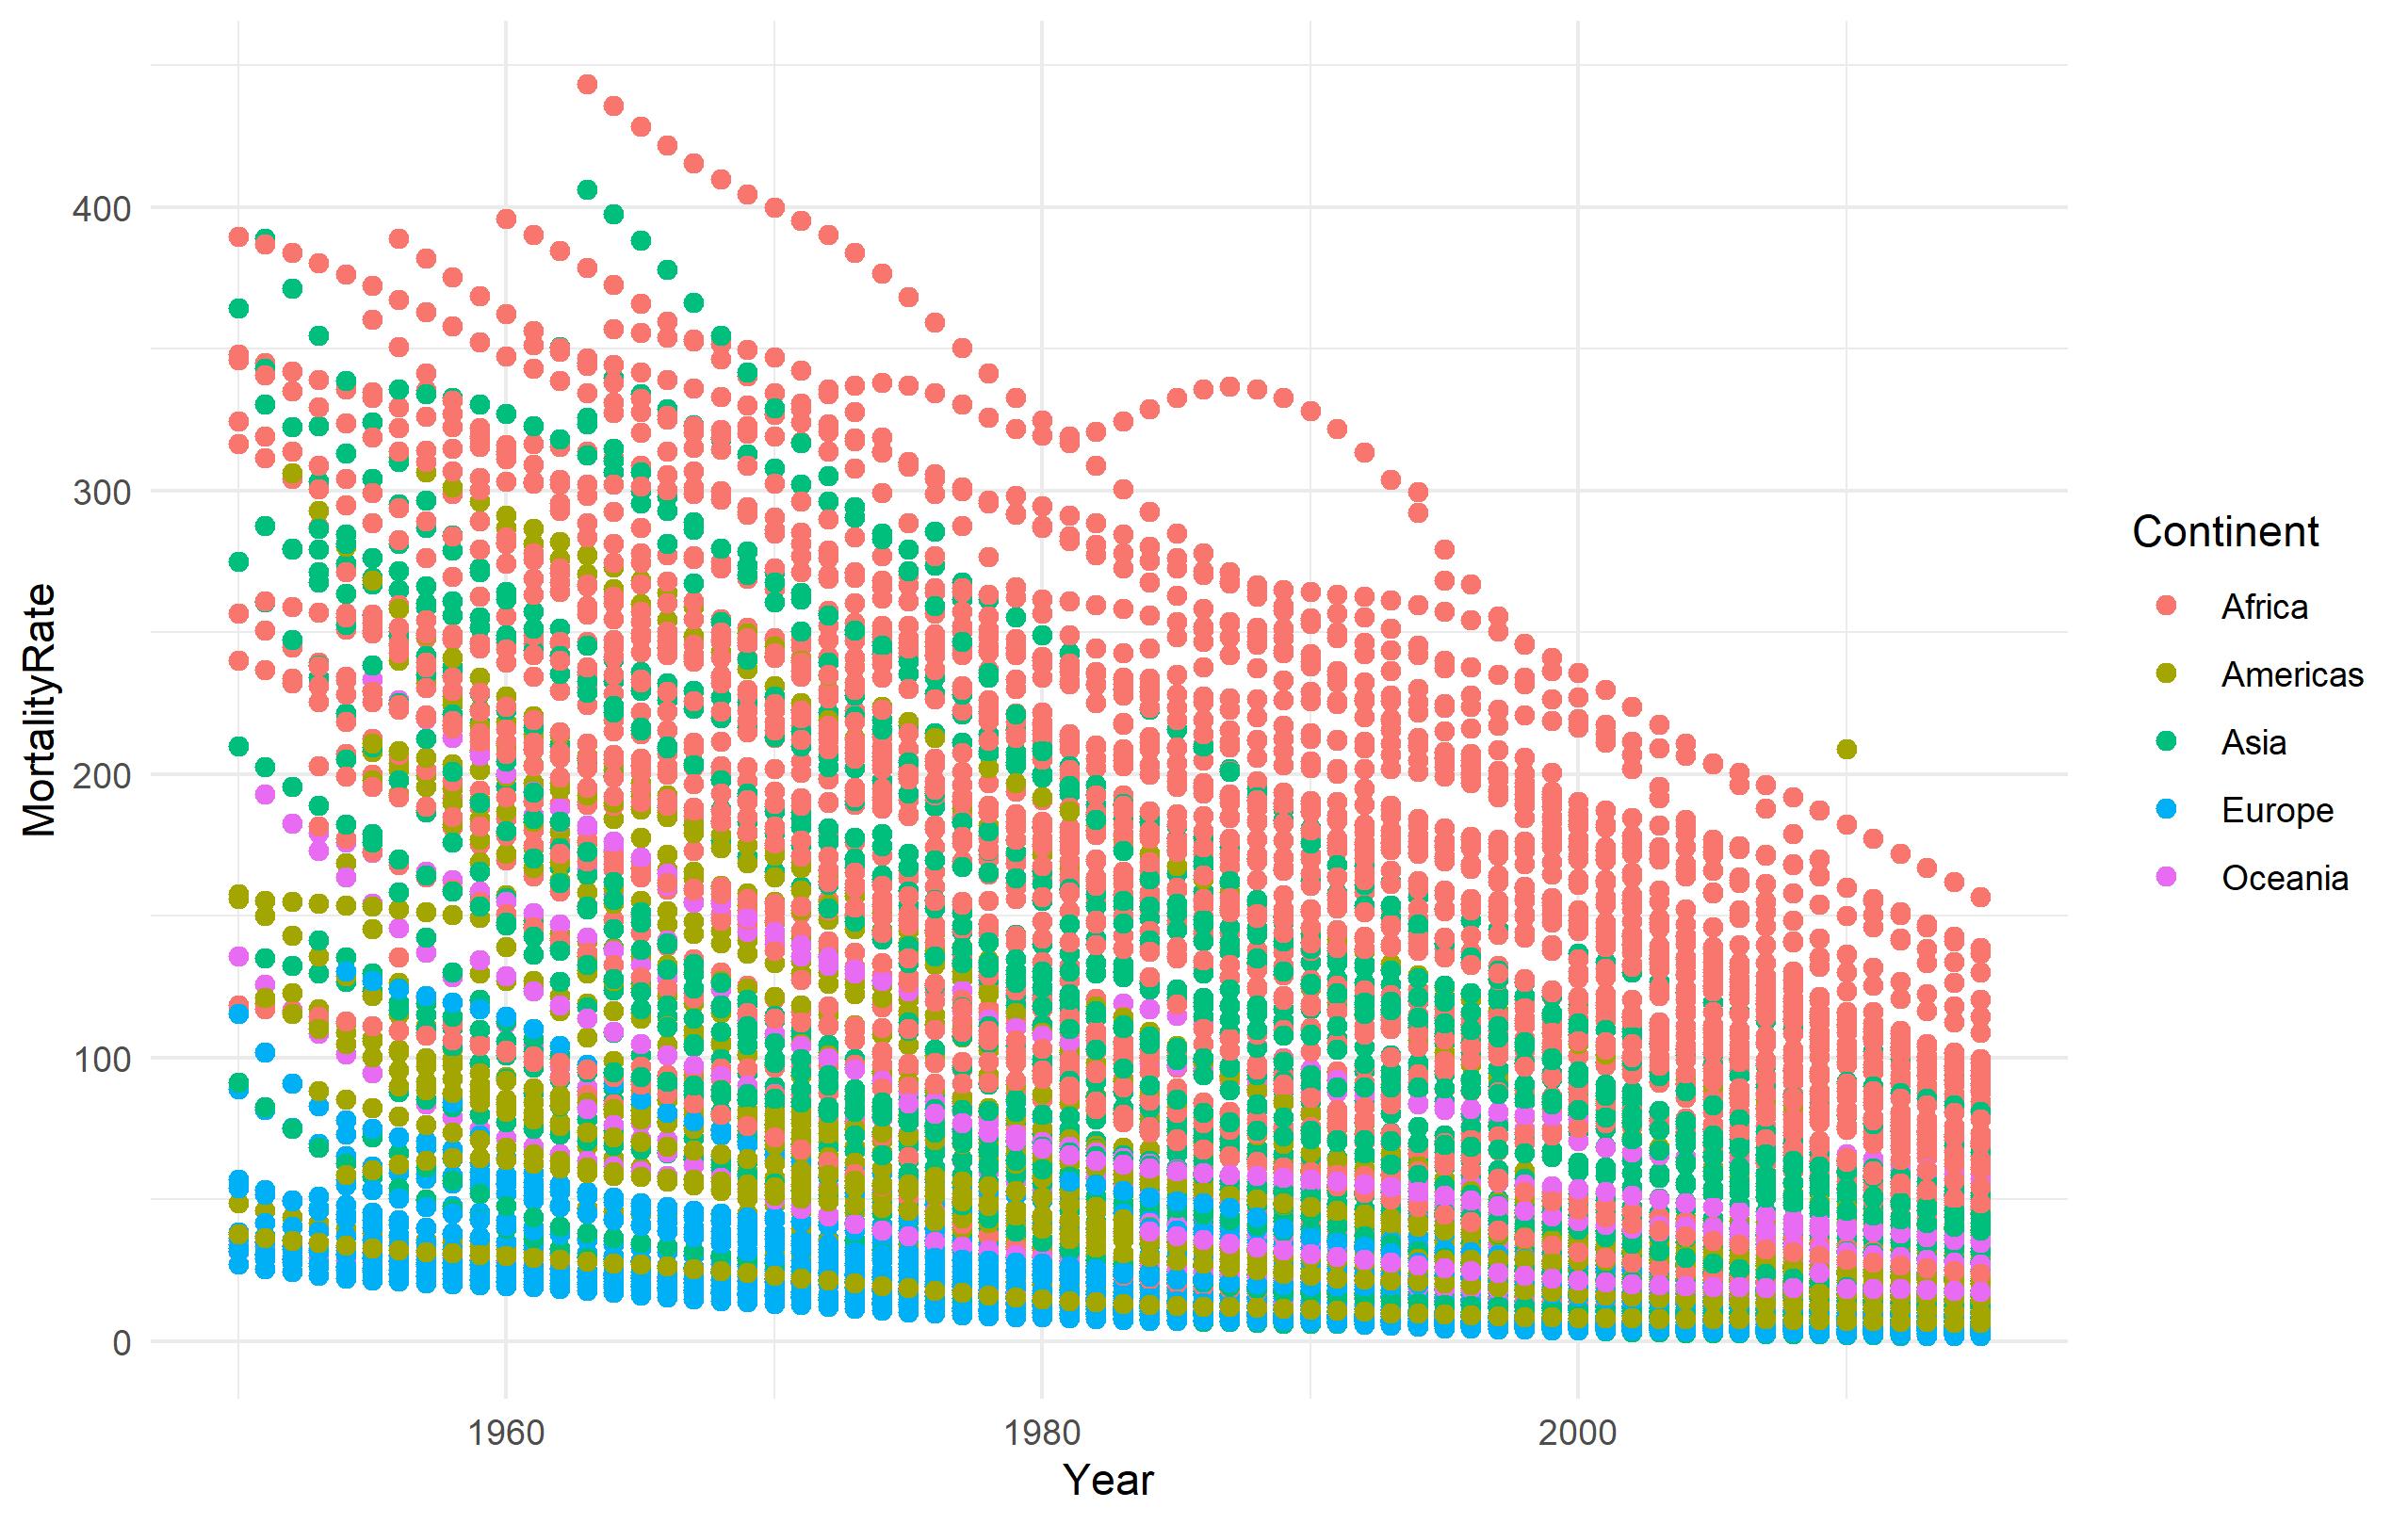 400
300
200
100
0
MortalityRate
1960
1980
2000
Year
Continent
Africa
Americas
Asia
Europe
Oceania